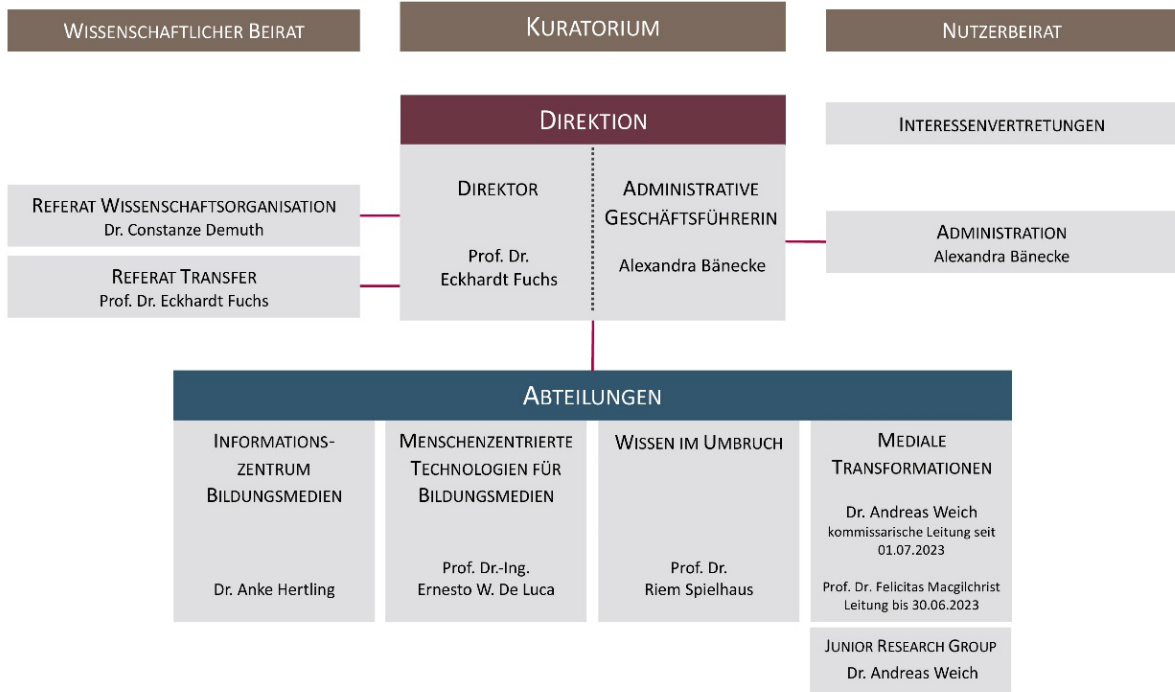 WISSENSCHAFTLICHER BEIRAT
KURATORIUM
NUTZERBEIRAT
DIREKTION
INTERESSENVERTRETUNGEN
REFERAT WISSENSCHAFTSORGANISATION
Dr. Constanze Demuth
REFERAT TRANSFER
Prof. Dr. Eckhardt Fuchs
DIREKTOR
Prof. Dr.
Eckhardt Fuchs
ADMINISTRATIVE
GESCHÄFTSFÜHRERIN
Alexandra Bänecke
ADMINISTRATION
Alexandra Bänecke
ABTEILUNGEN
INFORMATIONS-
ZENTRUM
BILDUNGSMEDIEN
Dr. Anke Hertling
MENSCHENZENTRIERTE
TECHNOLOGIEN FÜR
BILDUNGSMEDIEN
Prof. Dr.-Ing.
Ernesto W. De Luca
WISSEN IM UMBRUCH
Prof. Dr.
Riem Spielhaus
MEDIALE
TRANSFORMATIONEN
Dr. Andreas Weich
kommissarische Leitung seit
01.07.2023
Prof. Dr. Felicitas Macgilchrist
Leitung bis 30.06.2023
JUNIOR RESEARCH GROUP
Dr. Andreas Weich